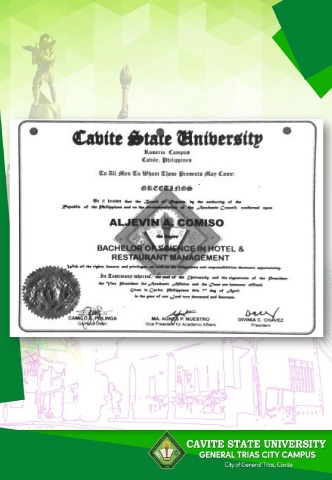 Cavite State University
Rosario Campus
Cavite, Philippines
To All Men To Whom These Presents May Come:
GREETINGS
Be it known that the Board of Regents, by the authority of the
Republic of the Philippines and on the recommendation of the Academic Council, conferred upon
ALJEVIN A. COMISO
the degree
BACHELOR OF SCIENCE IN HOTEL &
RESTAURANT MANAGEMENT
With all the rights, honors, and privileges, as well as the obligations and responsibilities thereunto appertaining.
In Testimony whereof, the seal of the University and the signatures of the President
the Vice President for Academic Affairs and the Dean are hereunto affixed.
Given in Cavite, Philippines this 7 day of April
in the year of our Lord two thousand and
CAMILO A. POLINGA
Campus Dean
MA. AGNES P. NUESTRO
Vice President for Academic Affairs
DIVINIA C. CHAVEZ
President
CAVITE STATE UNIVERSITY
GENERAL TRIAS CITY CAMPUS
City of General Trias, Cavite